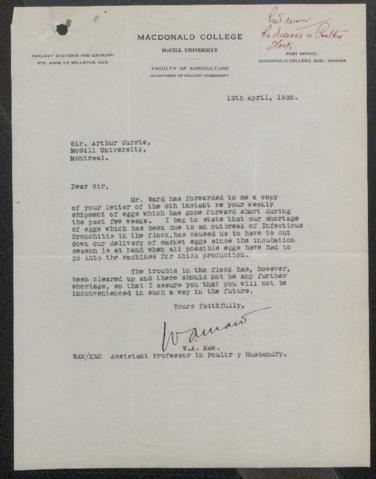 MACDONALD COLLEGE
McGILL UNIVERSITY
FACULTY OF AGRICULTURE
DEPARTMENT OF POULTRY HUSBANDRY
RAILWAY STATIONS AND EXPRESS:
STE. ANNE DE BELLEVUE, QUE.
re disease in Poultry
flock
POST OFFICE:
MACDONALD COLLEGE, QUE., CANADA
13th April, 1932.
Sir. Arthur Currie,
McGill University,
Montreal.
Dear Sir,
Mr. Ward has forwarded to me a copy
of your letter of the 8th instant re your weekly
shipment of eggs which has gone forward short during
the past few weeks. I beg to state that our shortage
of eggs which has been due to an outbreak of Infectious
Bronchitis in the flock, has caused us to have to cut
down our delivery of market eggs since the incubation
season is at hand when all possible eggs have had to
go into the machines for chick production.
The trouble in the flock has, however,
been cleared up and there should not be any further
shortage, so that I assure you that you will not be
inconvenienced in such a way in the future.
Yours faithfully,
W.A. Maw.
WAM/KMG Assistant Professor in Poultr y Husbandry.